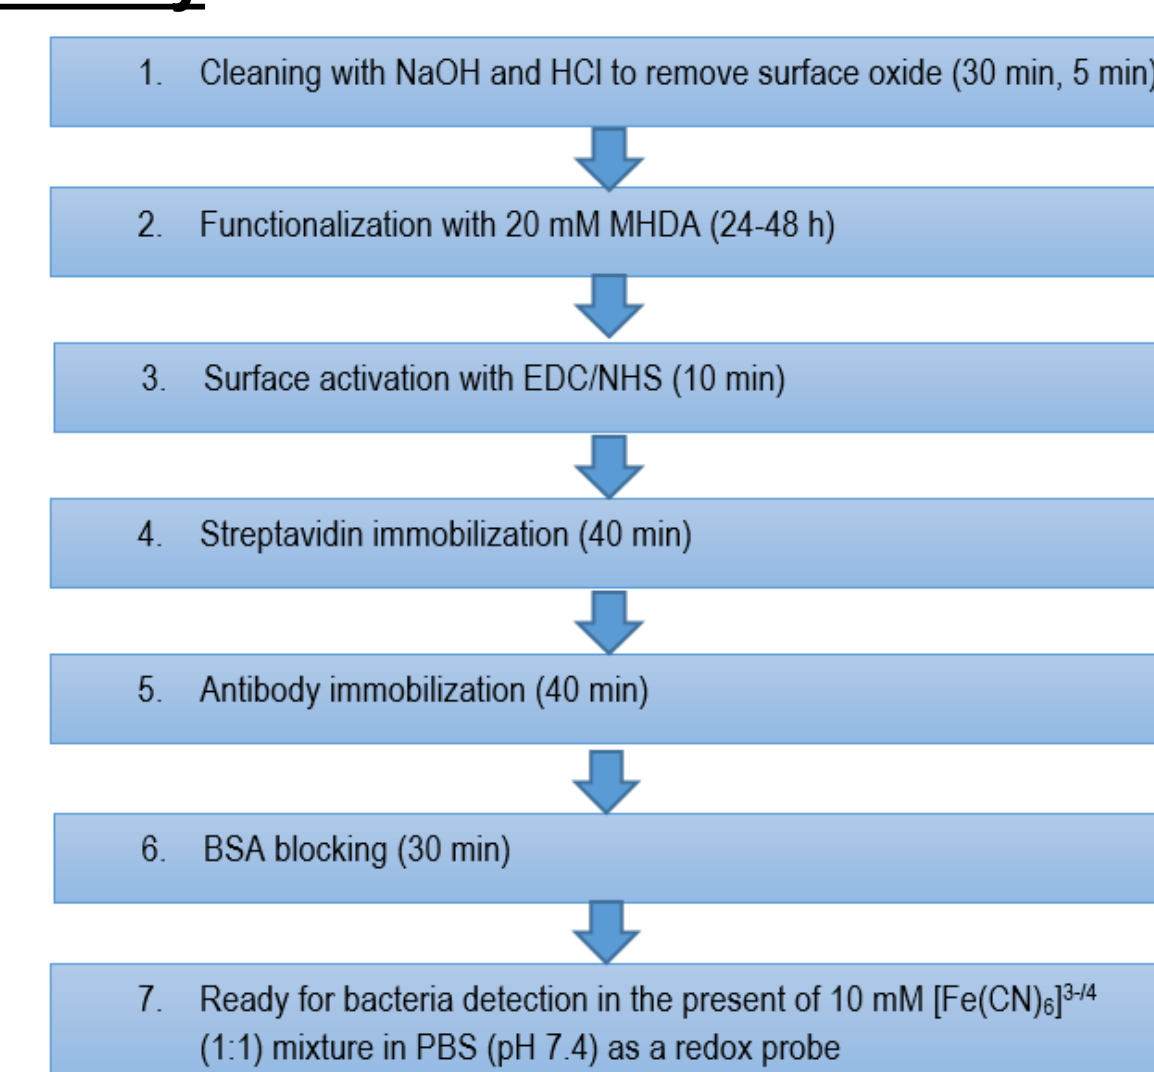 1. Cleaning with NaOH and HCl to remove surface oxide (30 min, 5 min)
2. Functionalization with 20 mM MHDA (24-48 h)
3. Surface activation with EDC/NHS (10 min)
4. Streptavidin immobilization (40 min)
5. Antibody immobilization (40 min)
6. BSA blocking (30 min)
7. Ready for bacteria detection in the present of 10 mM [Fe(CN)₆]³⁻/⁴
(1:1) mixture in PBS (pH 7.4) as a redox probe